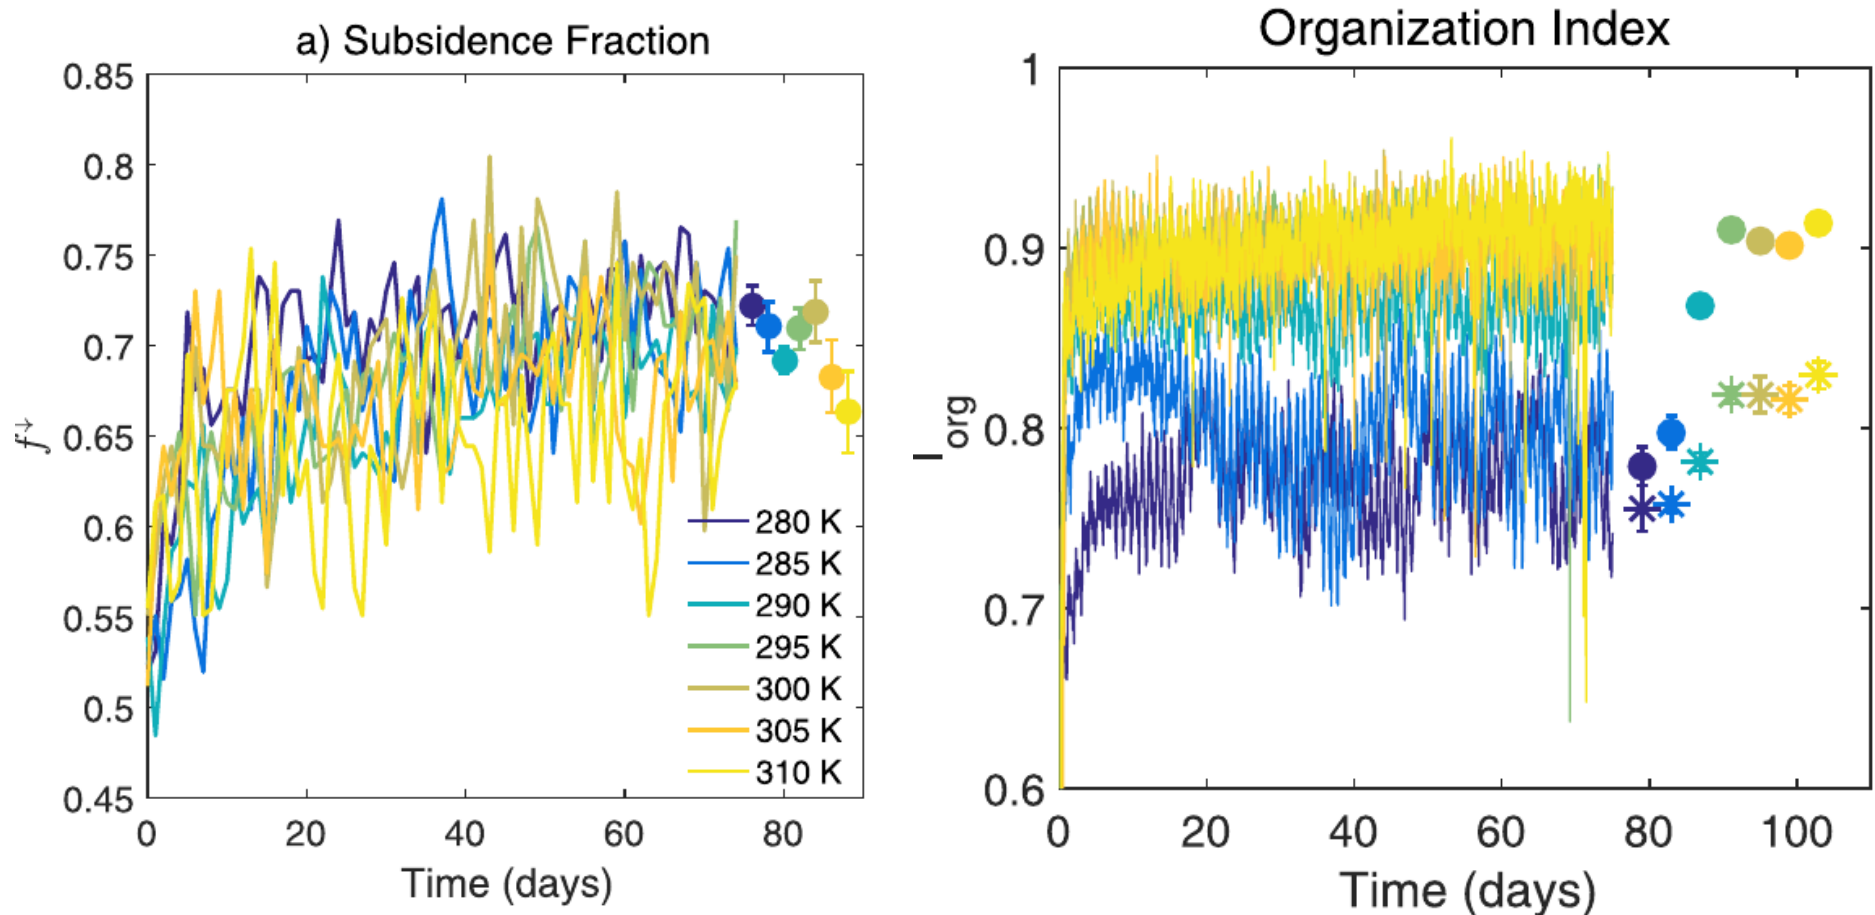 a) Subsidence Fraction
0.85
0.8
0.75
0.7
0.65
0.6
0.55
0.5
0.45
f↓
280 K
285 K
290 K
295 K
300 K
305 K
310 K
0 20 40 60 80
Time (days)
Organization Index
1
0.9
0.8
0.7
0.6
I org
0 20 40 60 80 100
Time (days)